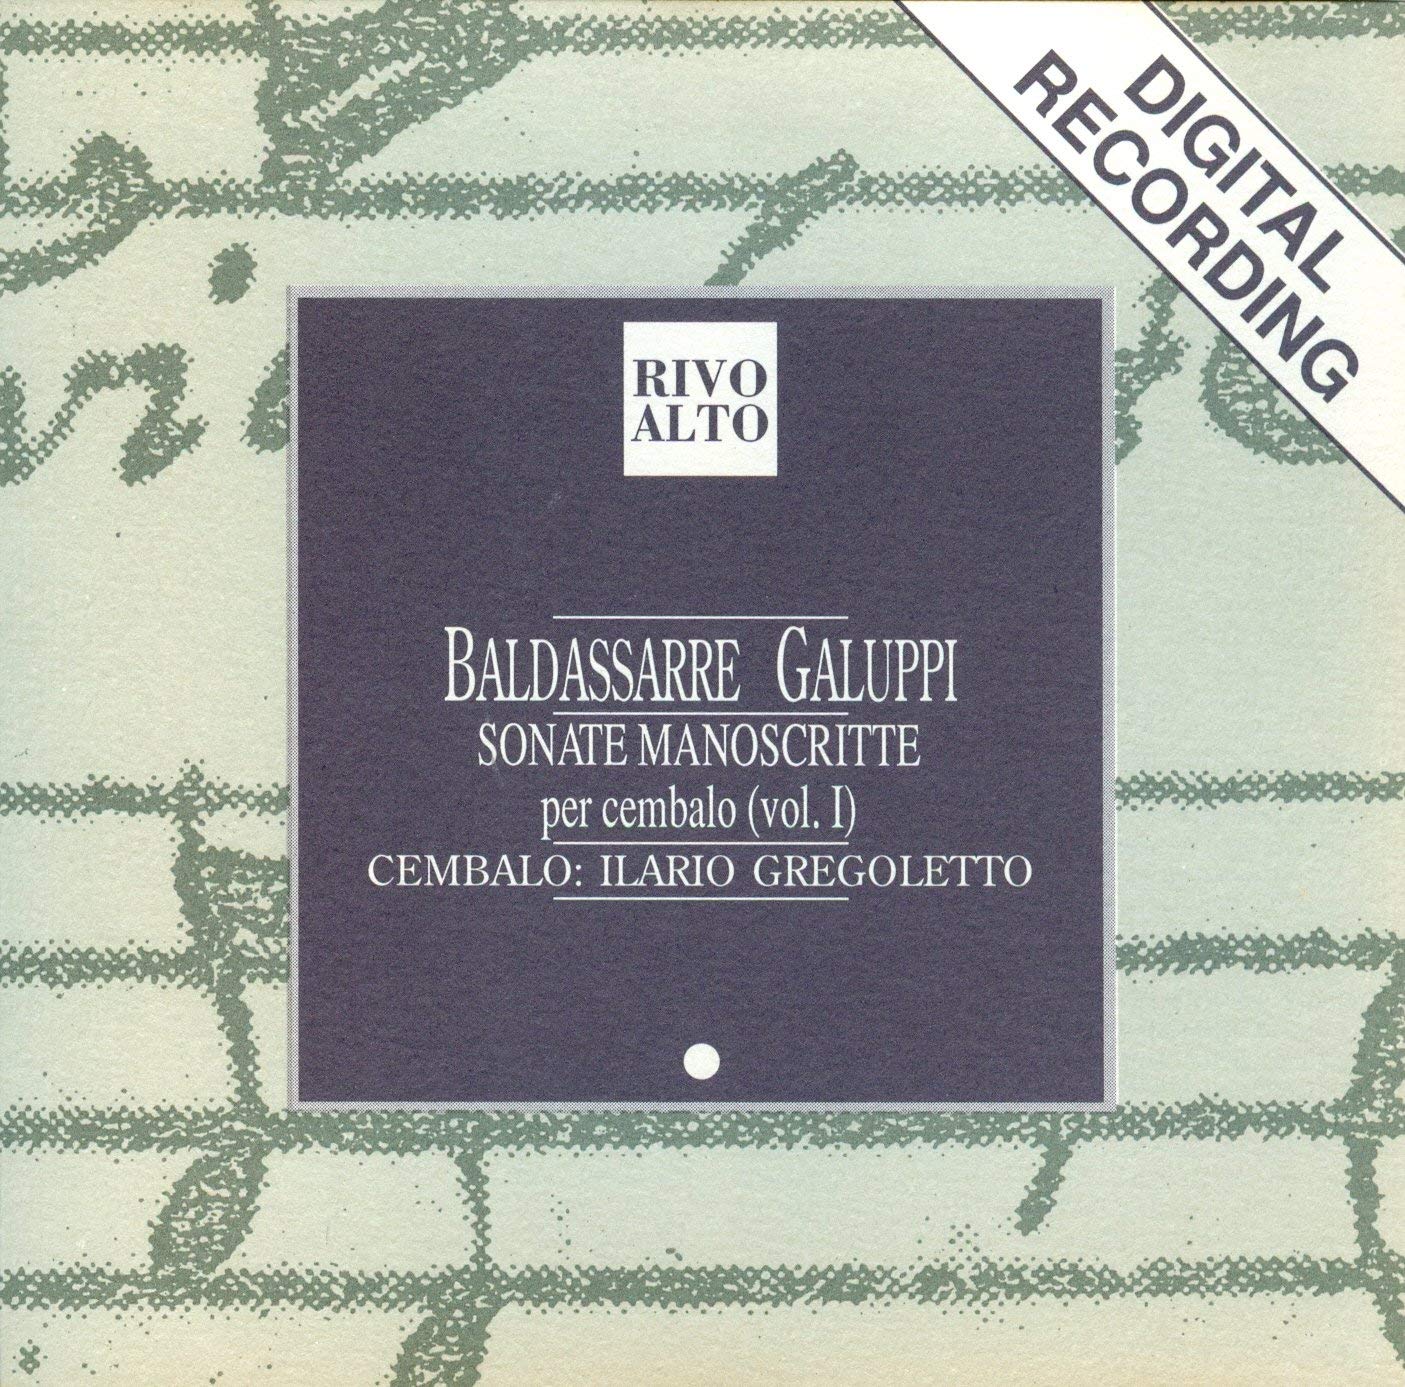 DIGITAL
RECORDING
RIVO
ALTO
BALDASSARRE GALUPPI
SONATE MANOSCRITTE
per cembalo (vol. I)
CEMBALO: ILARIO GREGOLETTO